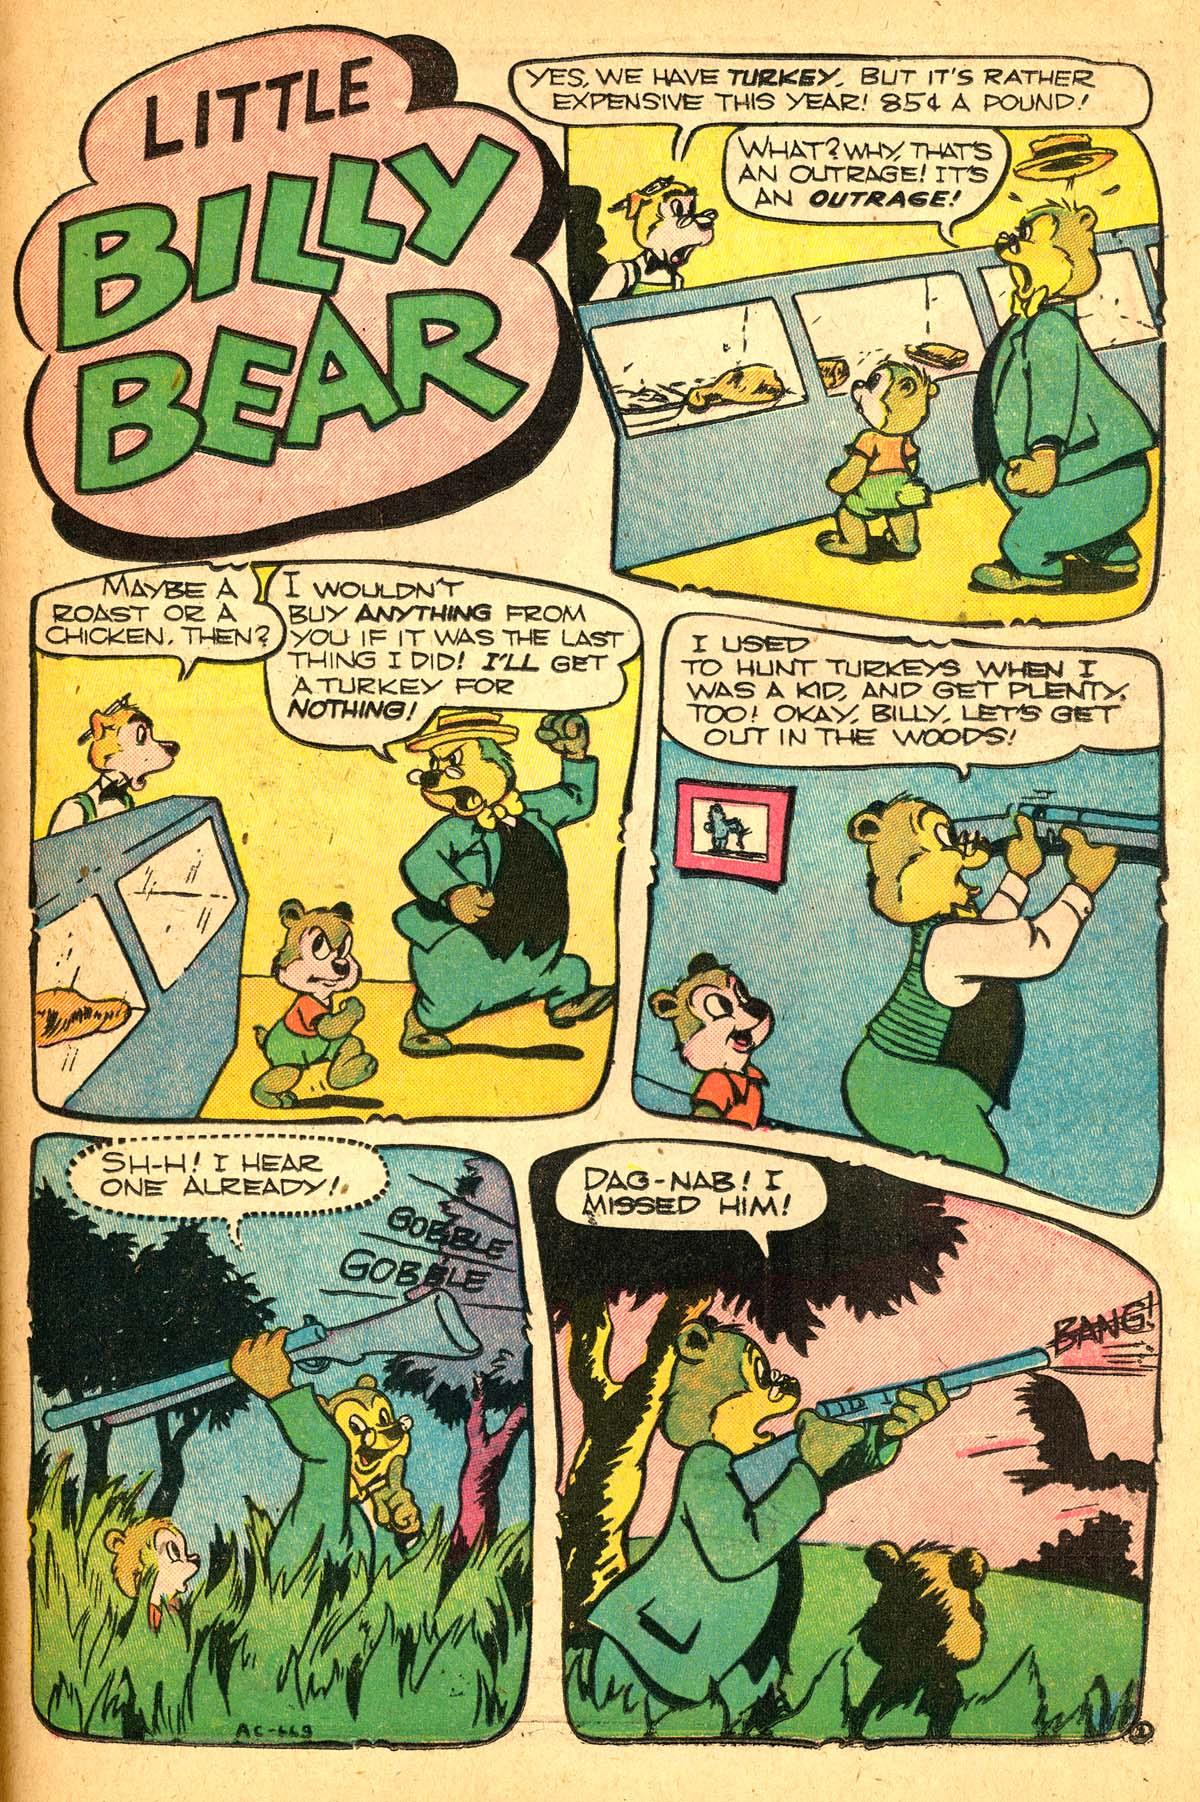 LITTLE
BILLY
BEAR
YES, WE HAVE TURKEY, BUT IT'S RATHER
EXPENSIVE THIS YEAR! 85¢ A POUND!
WHAT? WHY, THAT'S
AN OUTRAGE! IT'S
AN OUTRAGE!
MAYBE A
ROAST OR A
CHICKEN, THEN?
I WOULDN'T
BUY ANYTHING FROM
YOU IF IT WAS THE LAST
THING I DID! I'LL GET
A TURKEY FOR
NOTHING!
I USED
TO HUNT TURKEYS WHEN I
WAS A KID, AND GET PLENTY,
TOO! OKAY, BILLY, LET'S GET
OUT IN THE WOODS!
SH-H! I HEAR
ONE ALREADY!
GOBBLE
GOBBLE
AC-668
DAG-NAB! I
MISSED HIM!
BANG!